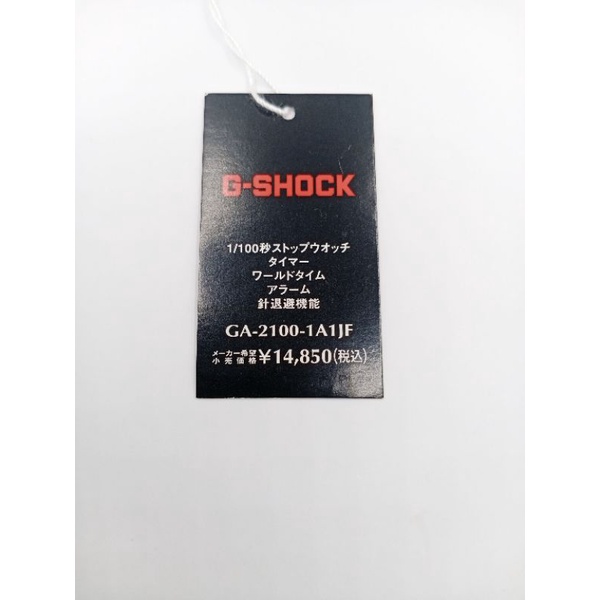 G-SHOCK
1/100秒ストップウオッチ
タイマー
ワールドタイム
アラーム
針退避機能
GA-2100-1A1JF
メーカー希望小売価格¥14,850(税込)